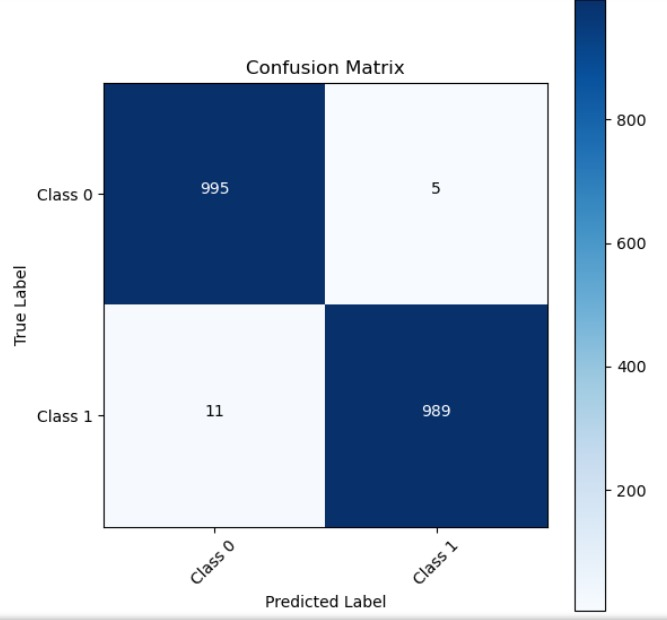 Confusion Matrix
800
Class 0
995
5
600
True Label
400
Class 1
11
989
200
Class 0
Class 1
Predicted Label